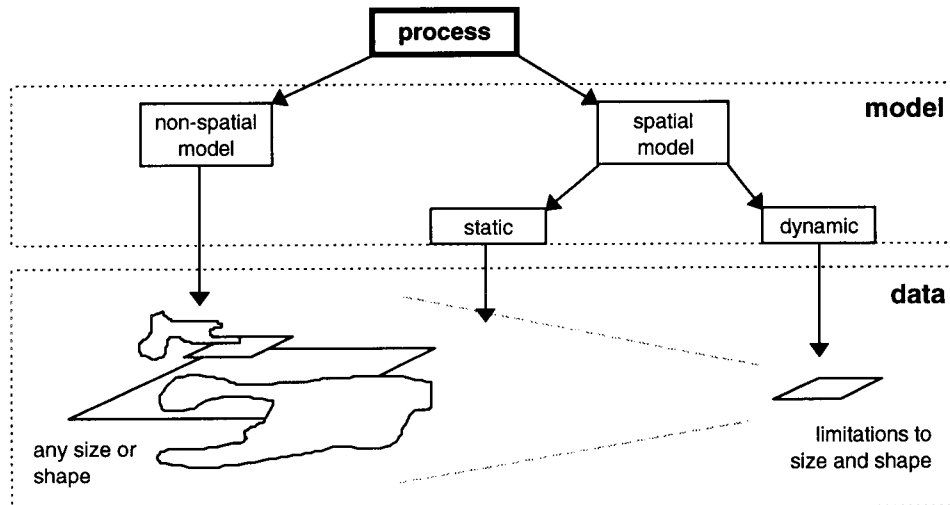 process
model
non-spatial
model
spatial
model
static
dynamic
data
any size or
shape
limitations to
size and shape